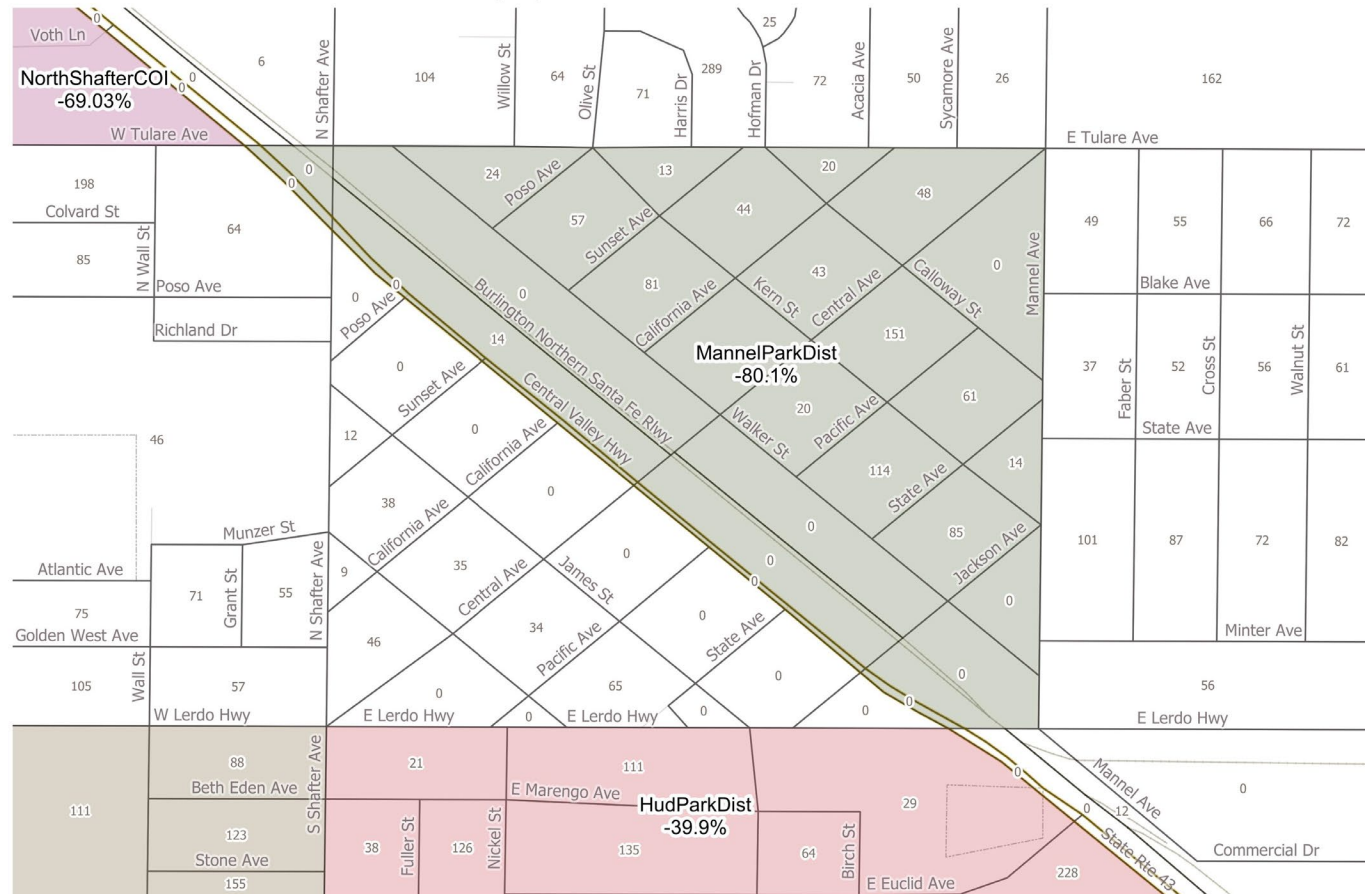 0
25
Voth Ln
6
0
0
NorthShafterCOI
-69.03%
N Shafter Ave
104
Willow St
64
Olive St
71
Harris Dr
289
Hofman Dr
72
Acacia Ave
50
Sycamore Ave
26
162
W Tulare Ave
E Tulare Ave
198
Colvard St
85
N Wall St
64
Poso Ave
Richland Dr
0
0
24
Poso Ave
13
20
48
57
Sunset Ave
44
81
California Ave
Kern St
43
Central Ave
Calloway St
0
Mannel Ave
49
55
66
72
Blake Ave
0
0
Poso Ave
14
0
Burlington Northern Santa Fe Rlwy
Central Valley Hwy
MannelParkDist
-80.1%
151
20
Walker St
Pacific Ave
61
37
Faber St
52
Cross St
56
Walnut St
61
State Ave
0
Sunset Ave
12
0
California Ave
46
38
California Ave
0
114
State Ave
14
0
85
Jackson Ave
101
87
72
82
Munzer St
Atlantic Ave
71
Grant St
55
N Shafter Ave
9
35
Central Ave
James St
0
0
0
0
75
Golden West Ave
46
34
Pacific Ave
0
State Ave
Minter Ave
105
Wall St
57
0
65
0
0
0
0
0
0
56
W Lerdo Hwy
E Lerdo Hwy
E Lerdo Hwy
E Lerdo Hwy
88
Beth Eden Ave
S Shafter Ave
21
111
E Marengo Ave
HudParkDist
-39.9%
29
0
Mannel Ave
0
111
123
Stone Ave
155
38
Fuller St
126
Nickel St
135
64
Birch St
E Euclid Ave
228
0
12
State Rte 43
Commercial Dr